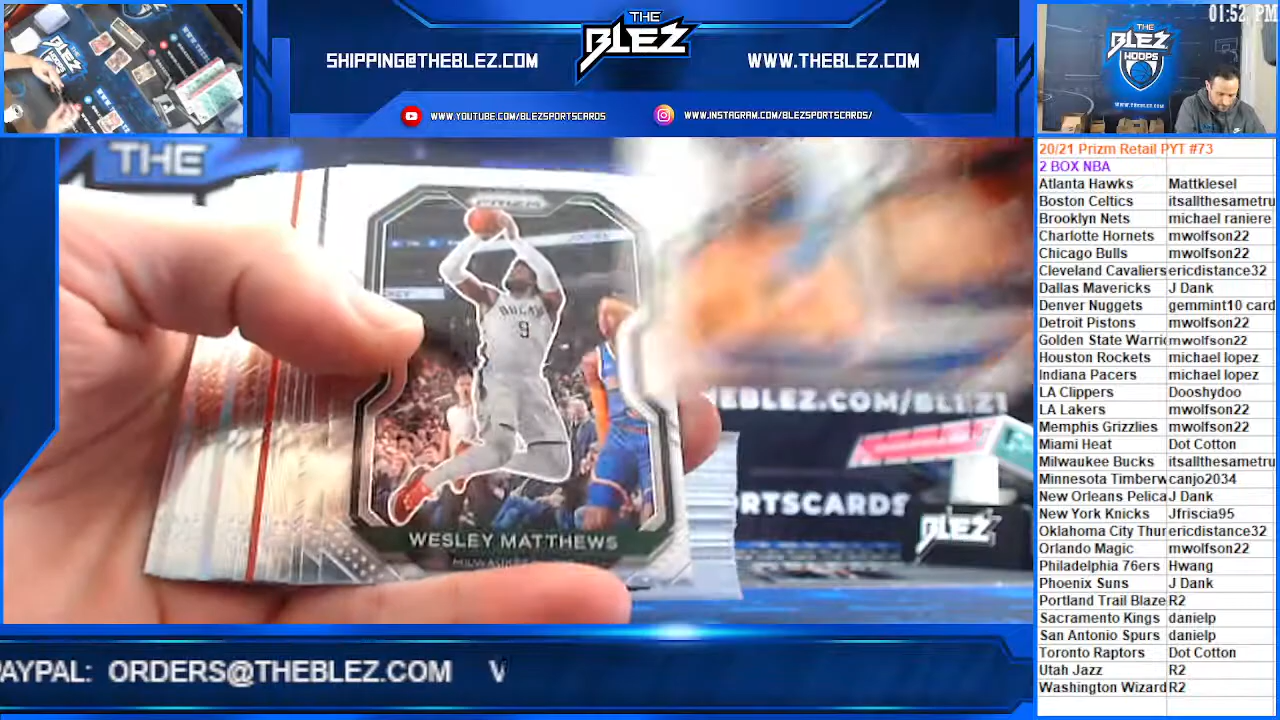 THE
BLEZ
SHIPPING@THEBLEZ.COM
WWW.THEBLEZ.COM
WWW.YOUTUBE.COM/BLEZSPORTSCARDS
WWW.INSTAGRAM.COM/BLEZSPORTSCARDS/
01:52 PM
THE
BLEZ
HOOPS
THE
PRIZM
BUCKS
9
WESLEY MATTHEWS
BLEZ
20/21 Prizm Retail PYT #73
2 BOX NBA
Atlanta Hawks Mattklesel
Boston Celtics itsallthesametru
Brooklyn Nets michael raniere
Charlotte Hornets mwolfson22
Chicago Bulls mwolfson22
Cleveland Cavaliers ericdistance32
Dallas Mavericks J Dank
Denver Nuggets gemmint10 card
Detroit Pistons mwolfson22
Golden State Warri mwolfson22
Houston Rockets michael lopez
Indiana Pacers michael lopez
LA Clippers Dooshydoo
LA Lakers mwolfson22
Memphis Grizzlies mwolfson22
Miami Heat Dot Cotton
Milwaukee Bucks itsallthesametru
Minnesota Timberw canjo2034
New Orleans Pelica J Dank
New York Knicks Jfriscia95
Oklahoma City Thur ericdistance32
Orlando Magic mwolfson22
Philadelphia 76ers Hwang
Phoenix Suns J Dank
Portland Trail Blaze R2
Sacramento Kings danielp
San Antonio Spurs danielp
Toronto Raptors Dot Cotton
Utah Jazz R2
Washington Wizard R2
PAYPAL: ORDERS@THEBLEZ.COM